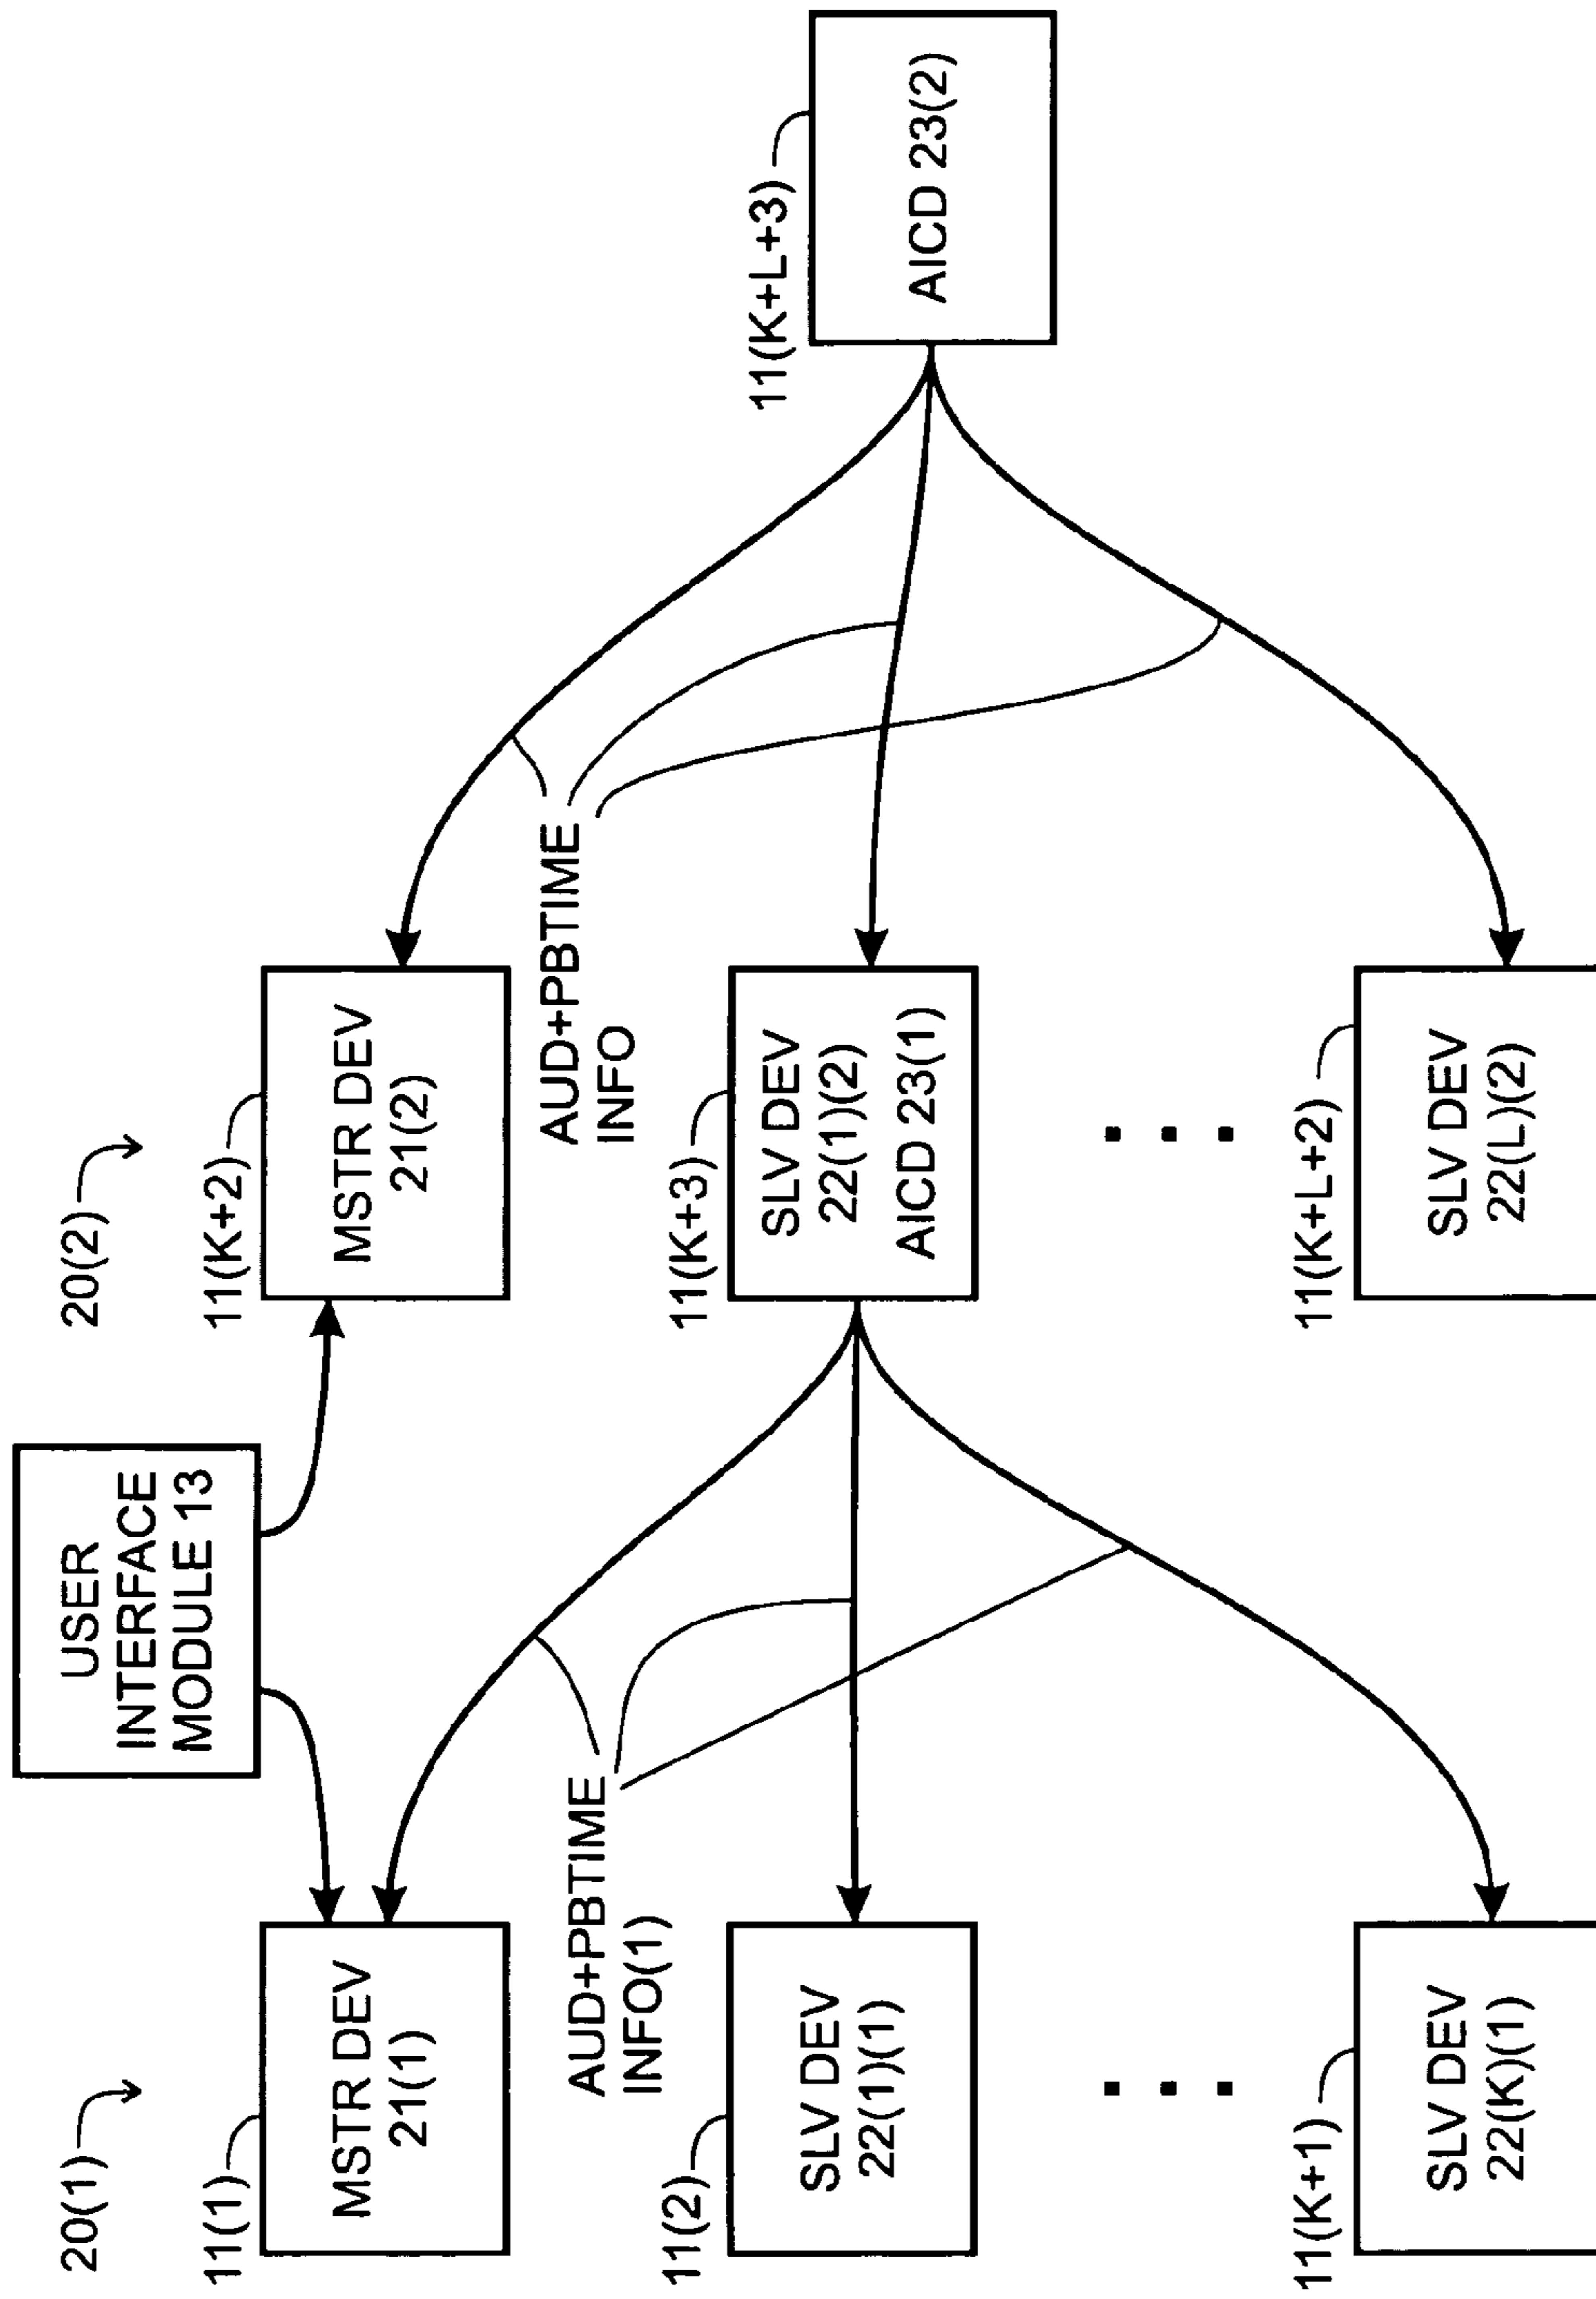 USER
INTERFACE
MODULE 13
20(1)
11(1)
MSTR DEV
21(1)
20(2)
11(K+2)
MSTR DEV
21(2)
AUD+PBTIME
INFO(1)
AUD+PBTIME
INFO
11(2)
SLV DEV
22(1)(1)
11(K+3)
SLV DEV
22(1)(2)
AICD 23(1)
11(K+L+3)
AICD 23(2)
11(K+1)
SLV DEV
22(K)(1)
11(K+L+2)
SLV DEV
22(L)(2)